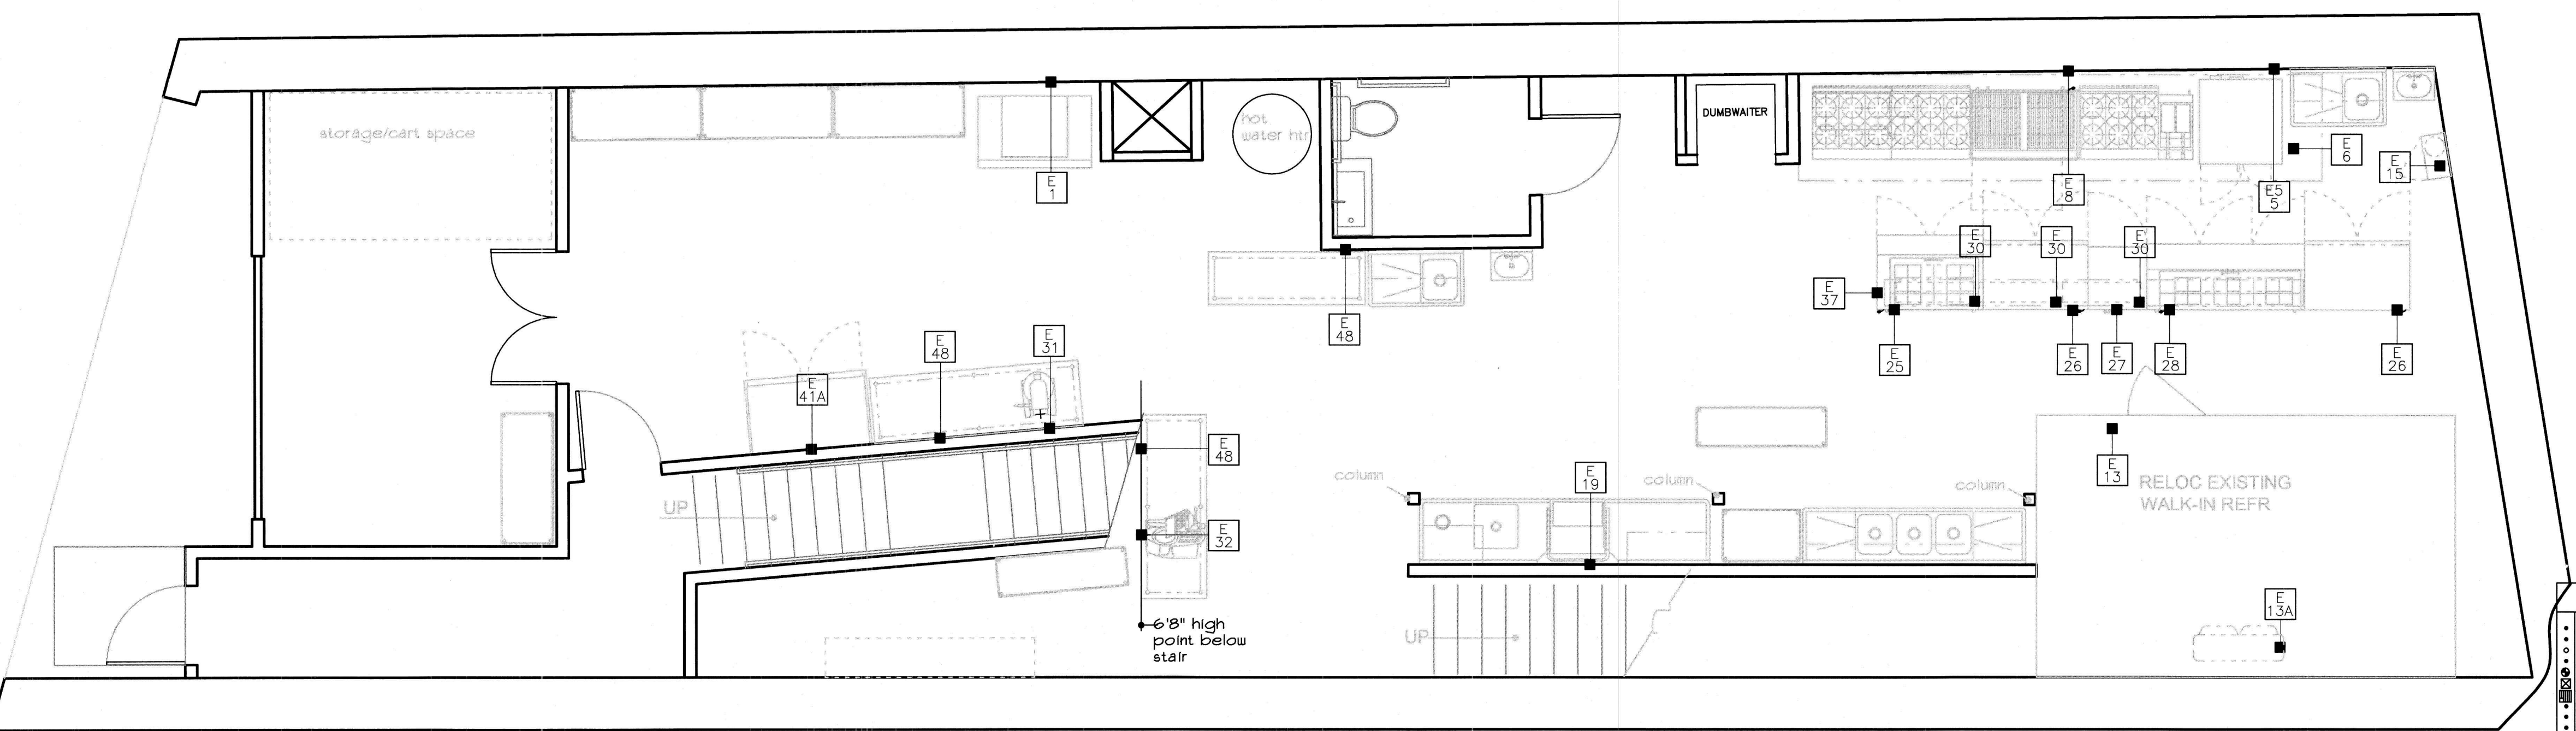 storage/cart space
E
1
hot
water htr
DUMBWAITER
E
8
E5
5
E
6
E
15
E
30
E
30
E
30
E
37
E
25
E
26
E
27
E
28
E
26
E
48
E
31
E
48
E
41A
E
48
E
32
UP
6'8" high
point below
stair
column
E
19
column
column
UP
E
13
RELOC EXISTING
WALK-IN REFR
E
13A